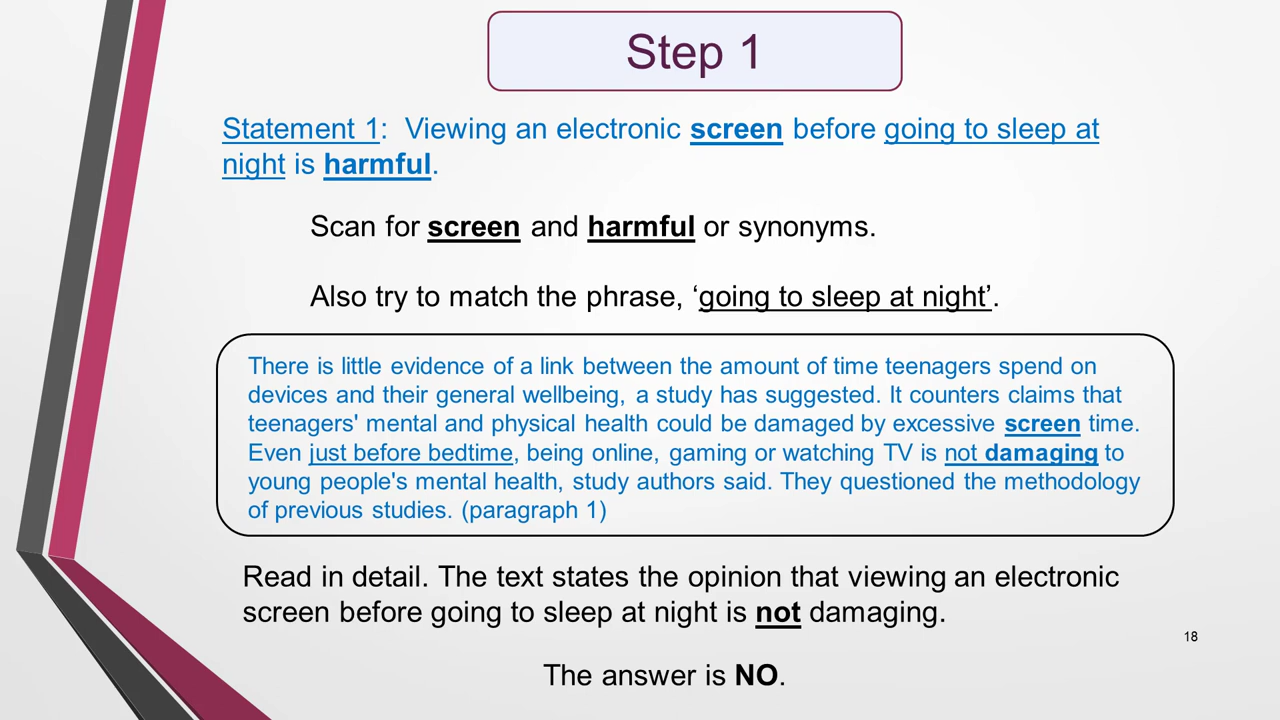 Step 1
Statement 1:  Viewing an electronic screen before going to sleep at
night is harmful.
Scan for screen and harmful or synonyms.
Also try to match the phrase, ‘going to sleep at night’.
There is little evidence of a link between the amount of time teenagers spend on
devices and their general wellbeing, a study has suggested. It counters claims that
teenagers' mental and physical health could be damaged by excessive screen time.
Even just before bedtime, being online, gaming or watching TV is not damaging to
young people's mental health, study authors said. They questioned the methodology
of previous studies. (paragraph 1)
Read in detail. The text states the opinion that viewing an electronic
screen before going to sleep at night is not damaging.
18
The answer is NO.